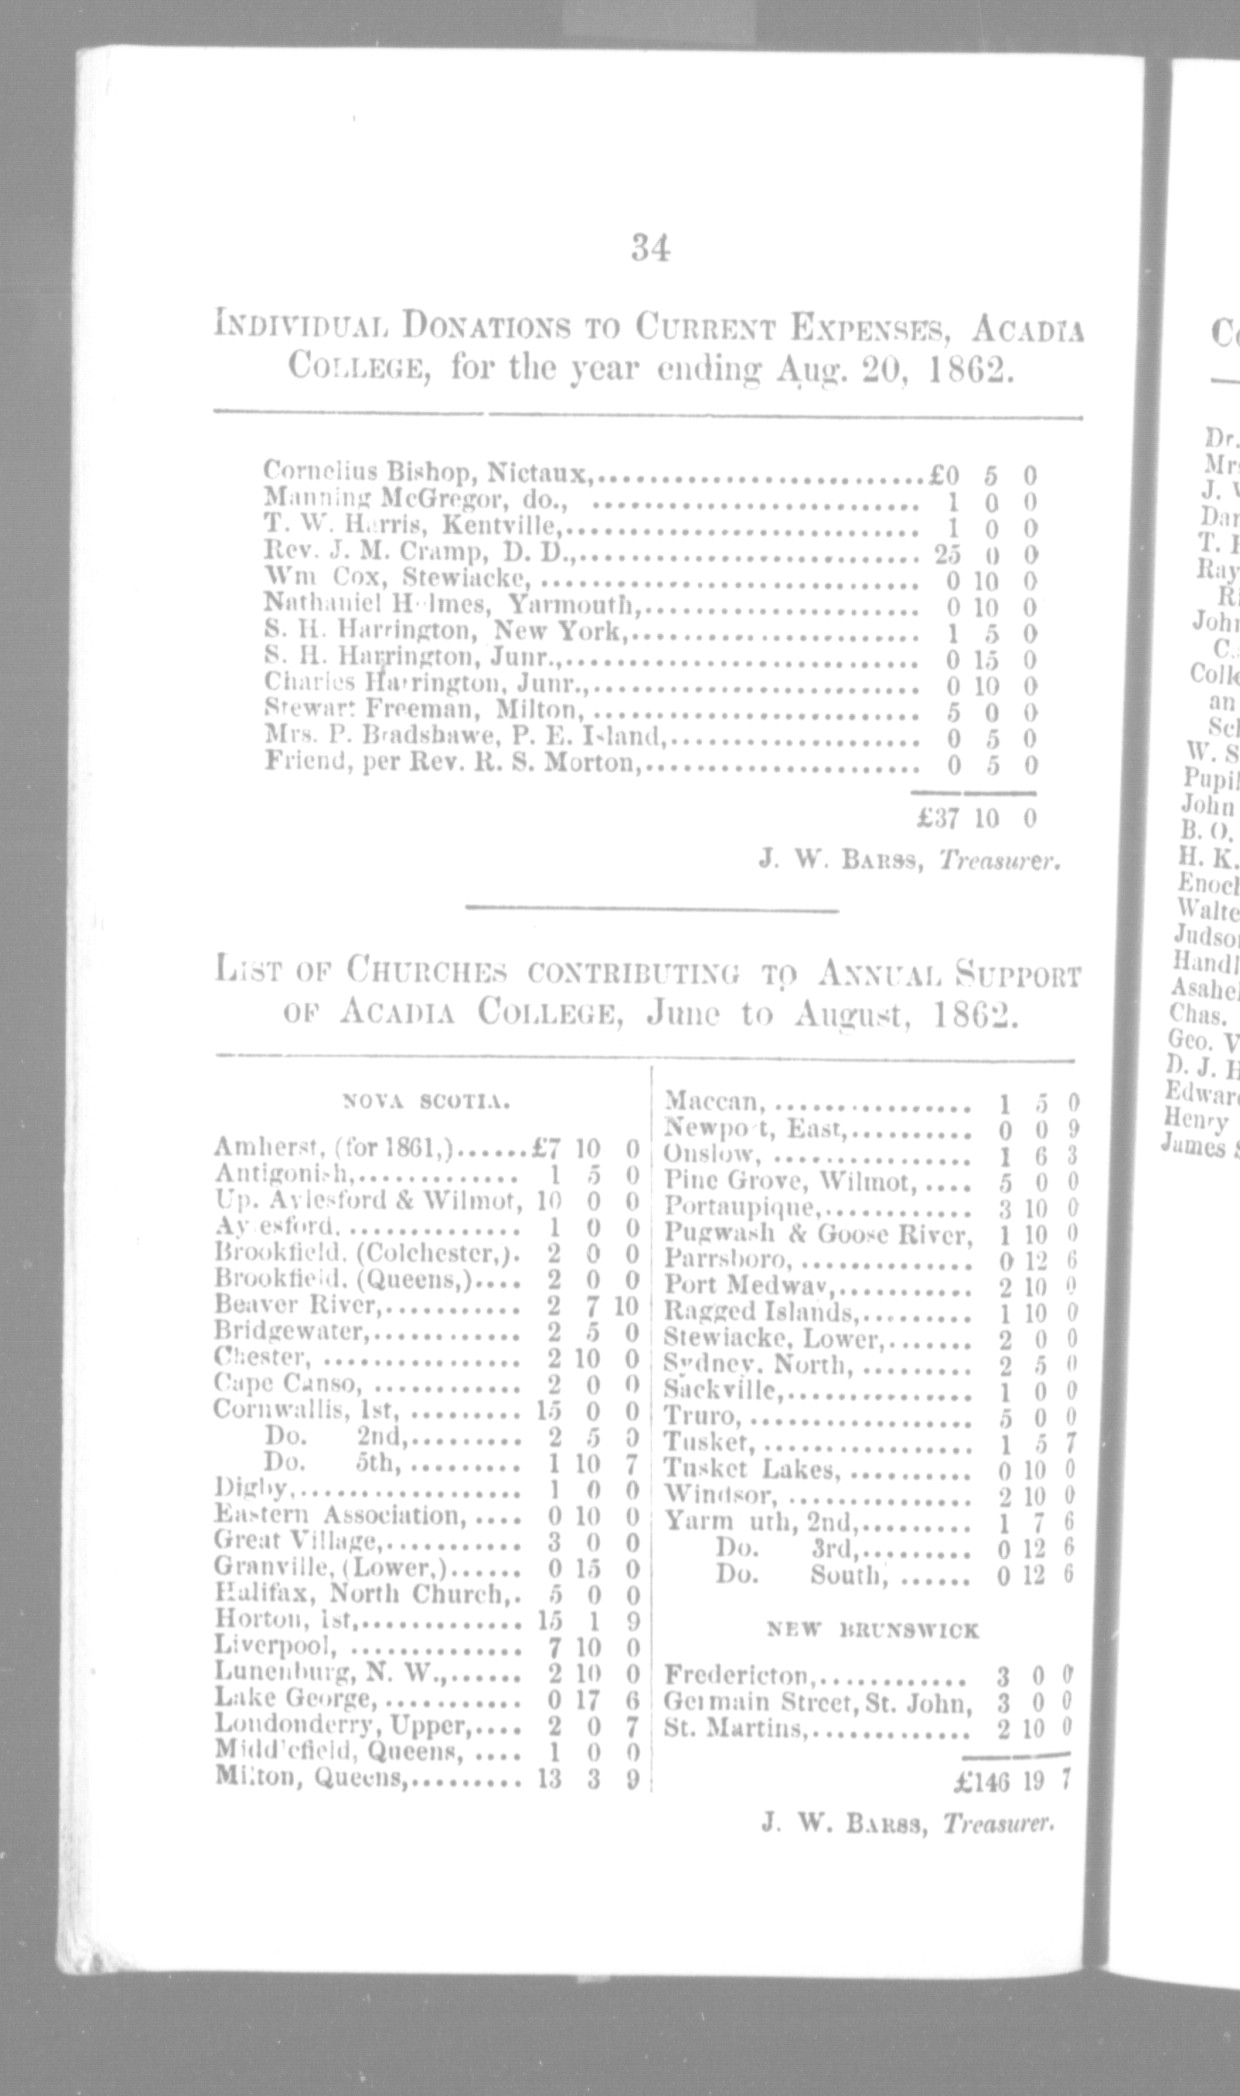 34
INDIVIDUAL DONATIONS TO CURRENT EXPENSES, ACADIA
COLLEGE, for the year ending Aug. 20, 1862.
Cornelius Bishop, Nictaux,............................£0 5 0
Manning McGregor, do., ............................ 1 0 0
T. W. Harris, Kentville,............................ 1 0 0
Rev. J. M. Cramp, D. D.,............................ 25 0 0
Wm Cox, Stewiacke, ............................ 0 10 0
Nathaniel Holmes, Yarmouth,...................... 0 10 0
S. H. Harrington, New York,....................... 1 5 0
S. H. Harrington, Junr.,............................ 0 15 0
Charles Harrington, Junr.,.......................... 0 10 0
Stewart Freeman, Milton, .......................... 5 0 0
Mrs. P. Bradshawe, P. E. Island,.................... 0 5 0
Friend, per Rev. R. S. Morton,...................... 0 5 0
£37 10 0
J. W. BARSS, Treasurer.
LIST OF CHURCHES CONTRIBUTING TO ANNUAL SUPPORT
OF ACADIA COLLEGE, June to August, 1862.
NOVA SCOTIA.
Amherst, (for 1861,)......£7 10 0
Antigonish,............. 1 5 0
Up. Aylesford & Wilmot, 10 0 0
Aylesford, .............. 1 0 0
Brookfield, (Colchester,). 2 0 0
Brookfield, (Queens,).... 2 0 0
Beaver River,........... 2 7 10
Bridgewater,............ 2 5 0
Chester, ................ 2 10 0
Cape Canso, ............ 2 0 0
Cornwallis, 1st, ......... 15 0 0
Do. 2nd,......... 2 5 0
Do. 5th, ......... 1 10 7
Digby,.................. 1 0 0
Eastern Association, .... 0 10 0
Great Village,........... 3 0 0
Granville, (Lower,)...... 0 15 0
Halifax, North Church,. 5 0 0
Horton, 1st,............. 15 1 9
Liverpool, .............. 7 10 0
Lunenburg, N. W.,...... 2 10 0
Lake George, ........... 0 17 6
Londonderry, Upper,.... 2 0 7
Middlefield, Queens, .... 1 0 0
Milton, Queens,......... 13 3 9
Maccan, ................ 1 5 0
Newport, East,.......... 0 0 9
Onslow, ................ 1 6 3
Pine Grove, Wilmot, .... 5 0 0
Portaupique,............ 3 10 0
Pugwash & Goose River, 1 10 0
Parrsboro, .............. 0 12 6
Port Medway,........... 2 10 0
Ragged Islands,......... 1 10 0
Stewiacke, Lower,....... 2 0 0
Sydney, North, ......... 2 5 0
Sackville,............... 1 0 0
Truro, .................. 5 0 0
Tusket, ................. 1 5 7
Tusket Lakes, .......... 0 10 0
Windsor, ............... 2 10 0
Yarmouth, 2nd,......... 1 7 6
Do. 3rd,......... 0 12 6
Do. South, ...... 0 12 6
NEW BRUNSWICK
Fredericton,............ 3 0 0
Germain Street, St. John, 3 0 0
St. Martins,............. 2 10 0
£146 19 7
J. W. BARSS, Treasurer.
Dr.
J.
T.
John
an
W. S
John
B. O.
H. K.
Chas.
Geo.
D. J. H
Henry
James S